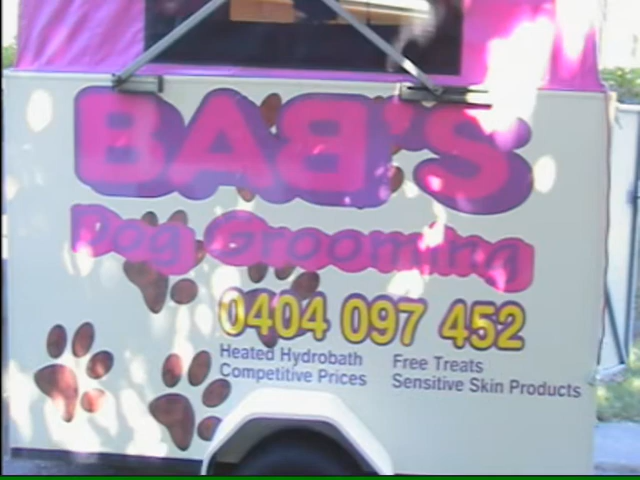 BAB'S
Dog Grooming
0404 097 452
Heated Hydrobath
Competitive Prices
Free Treats
Sensitive Skin Products